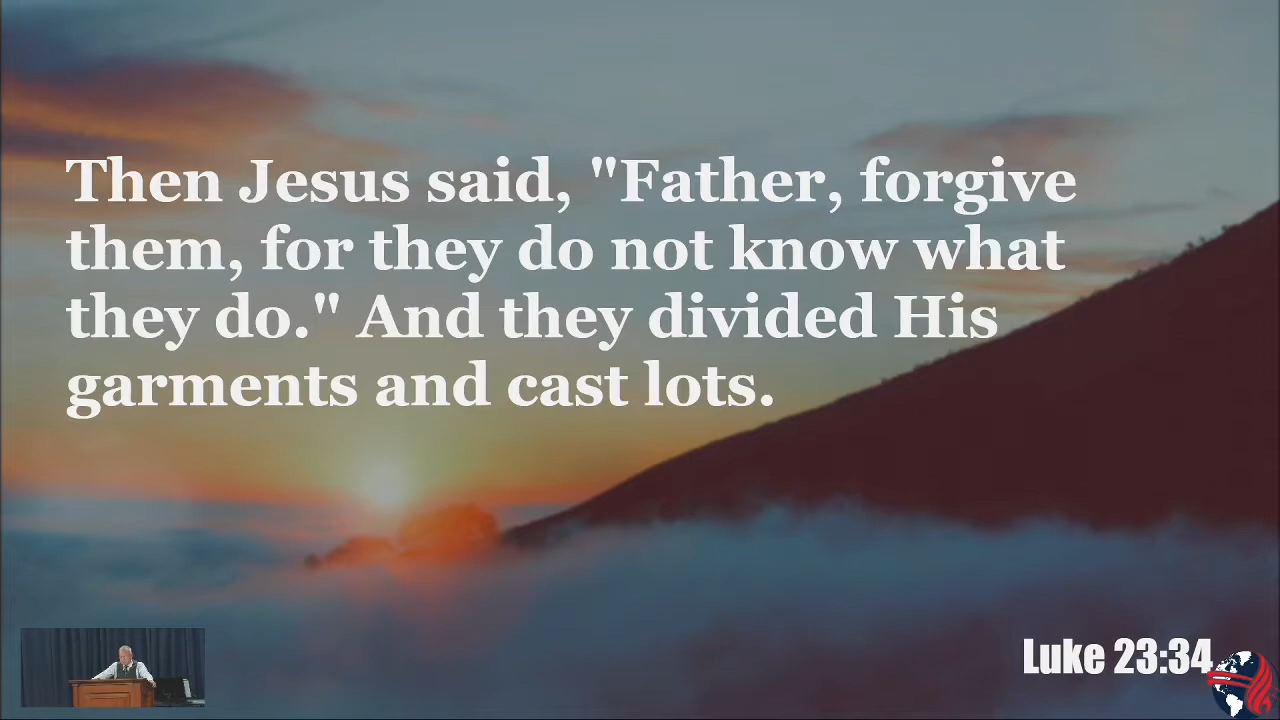 Then Jesus said, "Father, forgive
them, for they do not know what
they do." And they divided His
garments and cast lots.
Luke 23:34